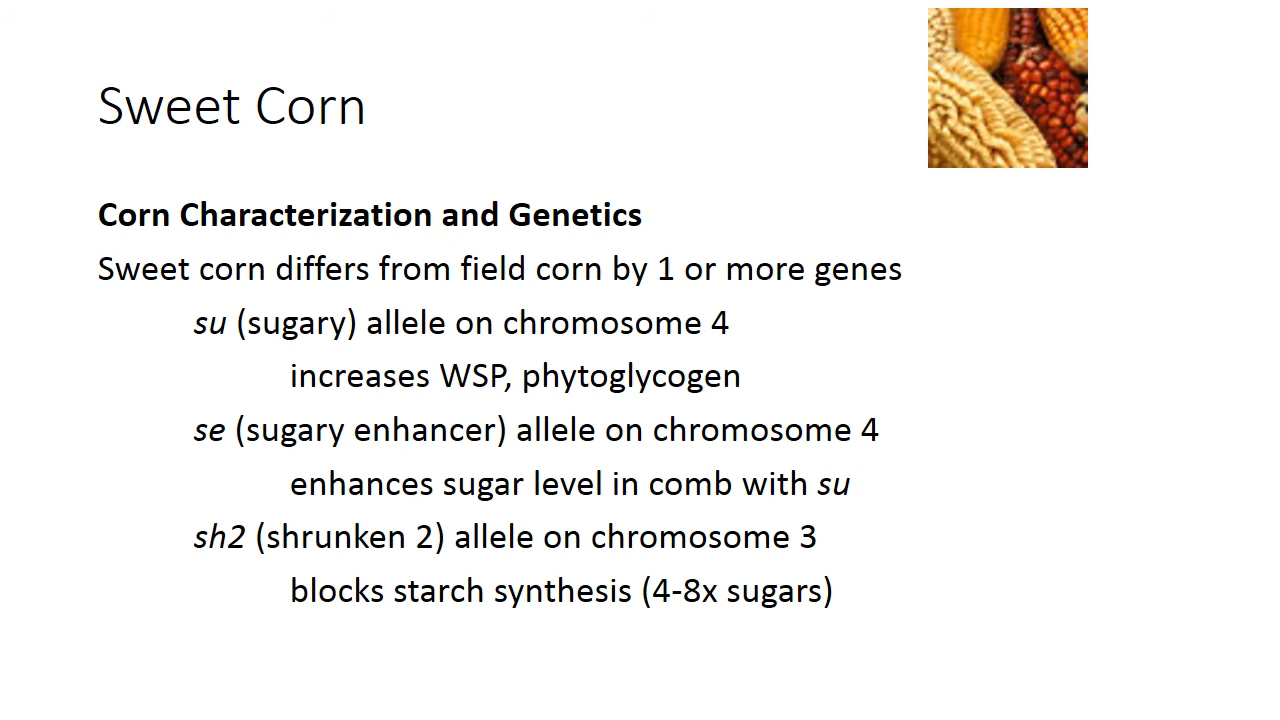 Sweet Corn
Corn Characterization and Genetics
Sweet corn differs from field corn by 1 or more genes
su (sugary) allele on chromosome 4
increases WSP, phytoglycogen
se (sugary enhancer) allele on chromosome 4
enhances sugar level in comb with su
sh2 (shrunken 2) allele on chromosome 3
blocks starch synthesis (4-8x sugars)